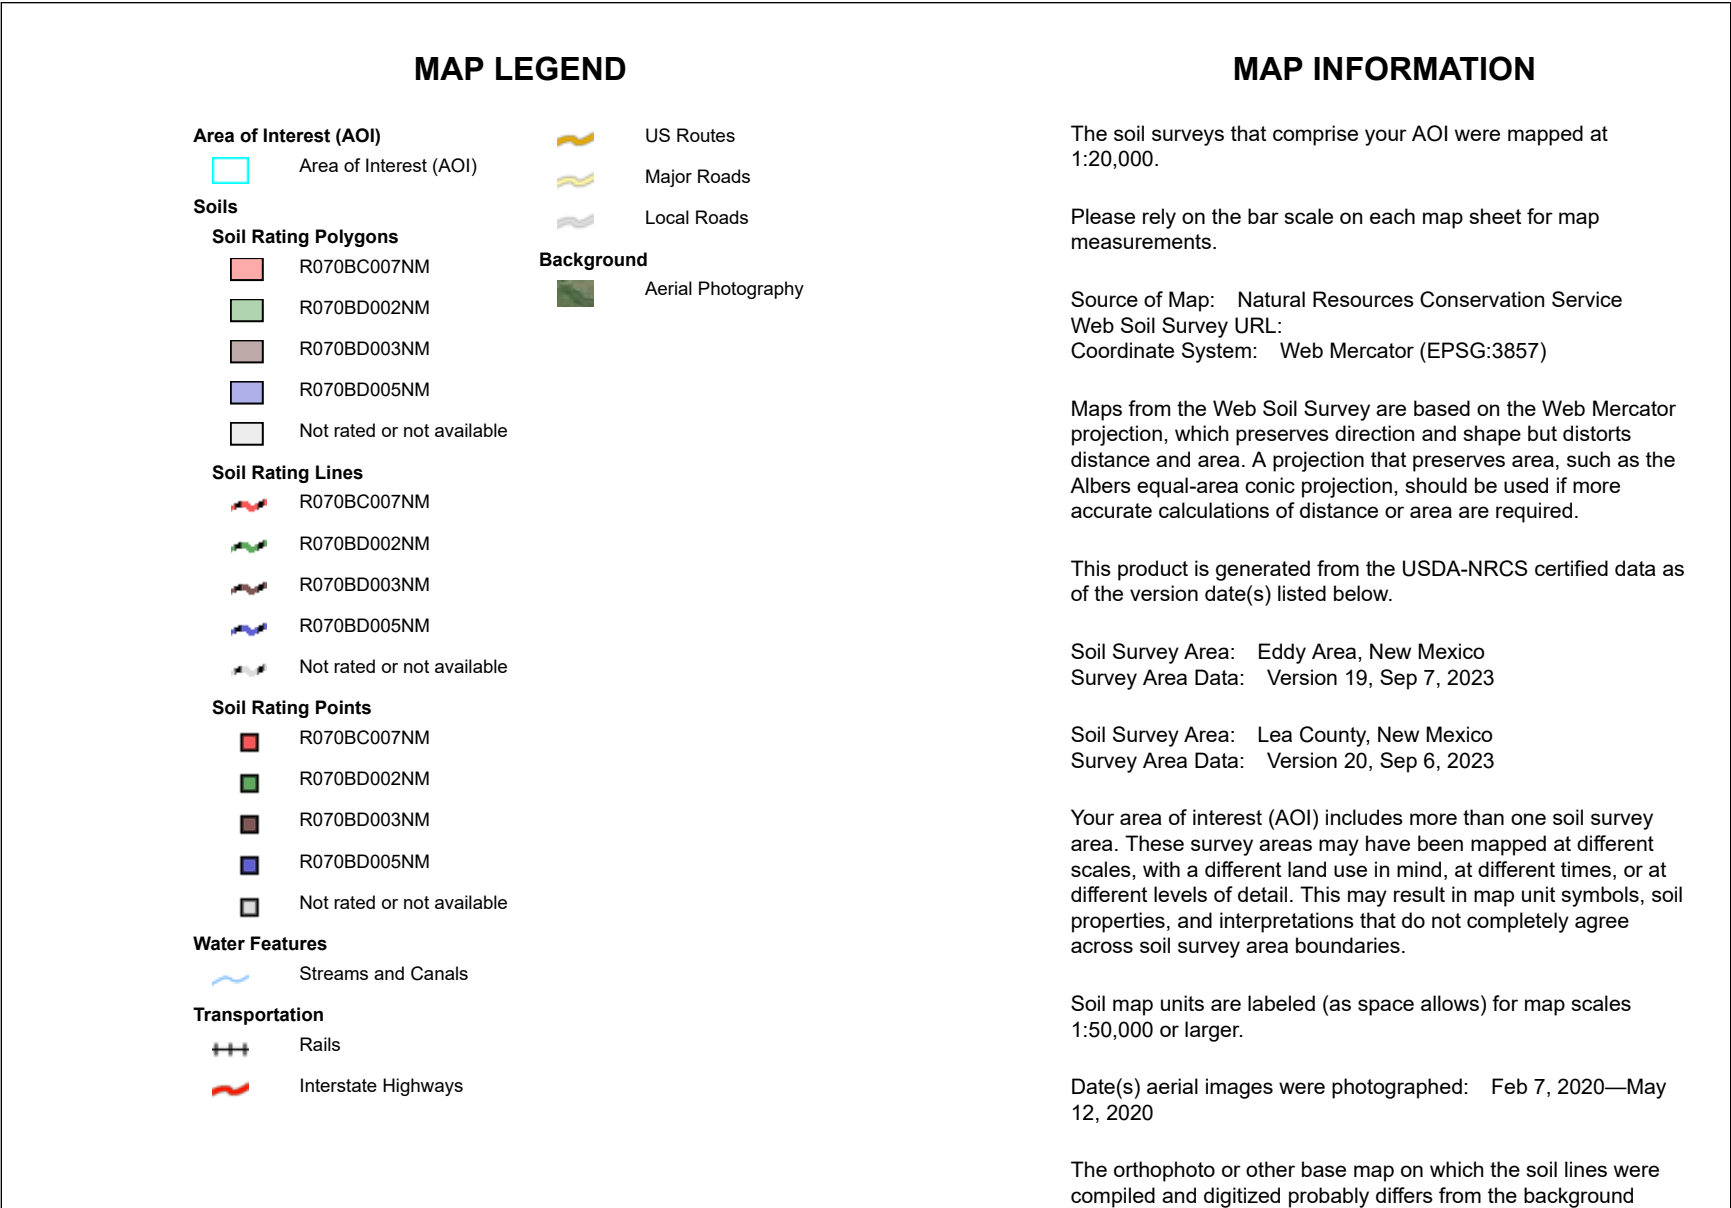 MAP LEGEND
Area of Interest (AOI)
Area of Interest (AOI)
Soils
Soil Rating Polygons
R070BC007NM
R070BD002NM
R070BD003NM
R070BD005NM
Not rated or not available
Soil Rating Lines
R070BC007NM
R070BD002NM
R070BD003NM
R070BD005NM
Not rated or not available
Soil Rating Points
R070BC007NM
R070BD002NM
R070BD003NM
R070BD005NM
Not rated or not available
Water Features
Streams and Canals
Transportation
Rails
Interstate Highways
US Routes
Major Roads
Local Roads
Background
Aerial Photography
MAP INFORMATION
The soil surveys that comprise your AOI were mapped at
1:20,000.
Please rely on the bar scale on each map sheet for map
measurements.
Source of Map: Natural Resources Conservation Service
Web Soil Survey URL:
Coordinate System: Web Mercator (EPSG:3857)
Maps from the Web Soil Survey are based on the Web Mercator
projection, which preserves direction and shape but distorts
distance and area. A projection that preserves area, such as the
Albers equal-area conic projection, should be used if more
accurate calculations of distance or area are required.
This product is generated from the USDA-NRCS certified data as
of the version date(s) listed below.
Soil Survey Area: Eddy Area, New Mexico
Survey Area Data: Version 19, Sep 7, 2023
Soil Survey Area: Lea County, New Mexico
Survey Area Data: Version 20, Sep 6, 2023
Your area of interest (AOI) includes more than one soil survey
area. These survey areas may have been mapped at different
scales, with a different land use in mind, at different times, or at
different levels of detail. This may result in map unit symbols, soil
properties, and interpretations that do not completely agree
across soil survey area boundaries.
Soil map units are labeled (as space allows) for map scales
1:50,000 or larger.
Date(s) aerial images were photographed: Feb 7, 2020—May
12, 2020
The orthophoto or other base map on which the soil lines were
compiled and digitized probably differs from the background